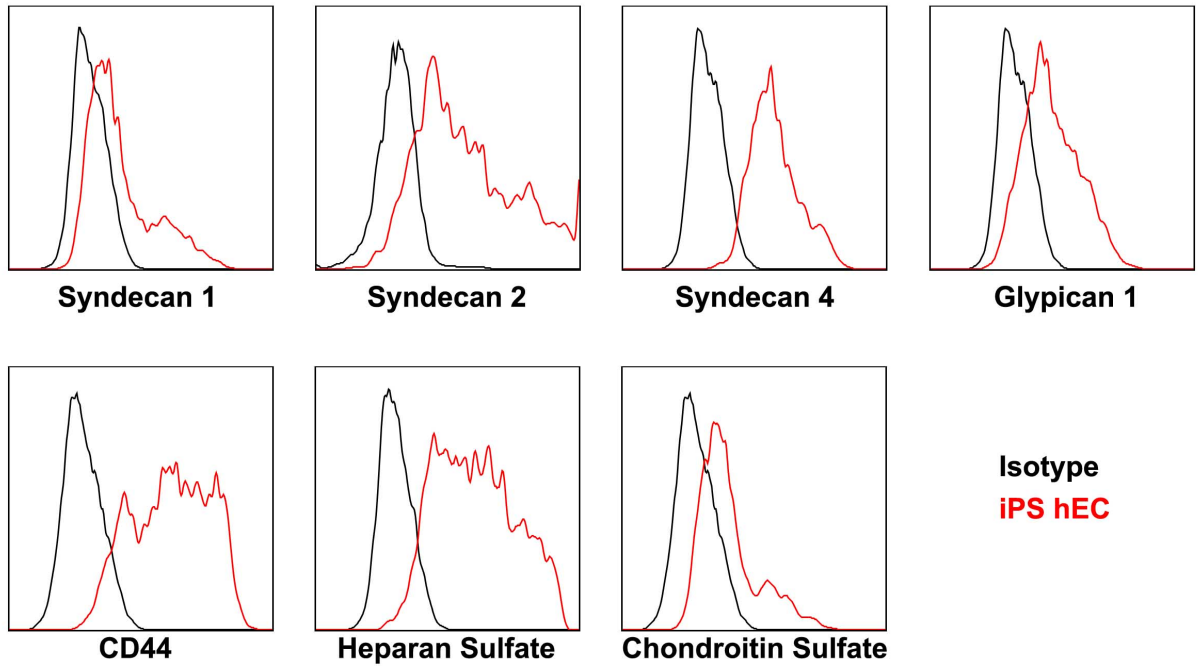 Syndecan 1
Syndecan 2
Syndecan 4
Glypican 1
CD44
Heparan Sulfate
Chondroitin Sulfate
Isotype
iPS hEC